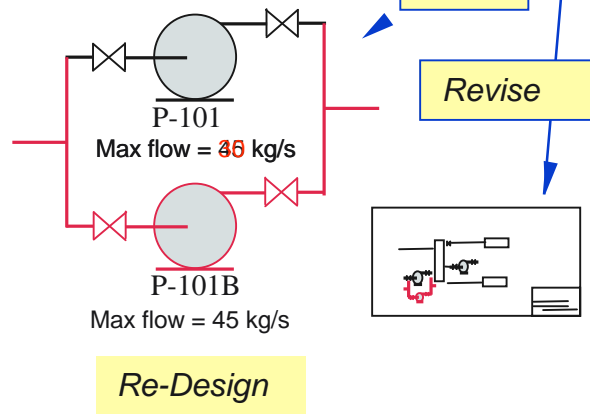 Revise
P-101
Max flow = kg/s
P-101B
Max flow = 45 kg/s
Re-Design